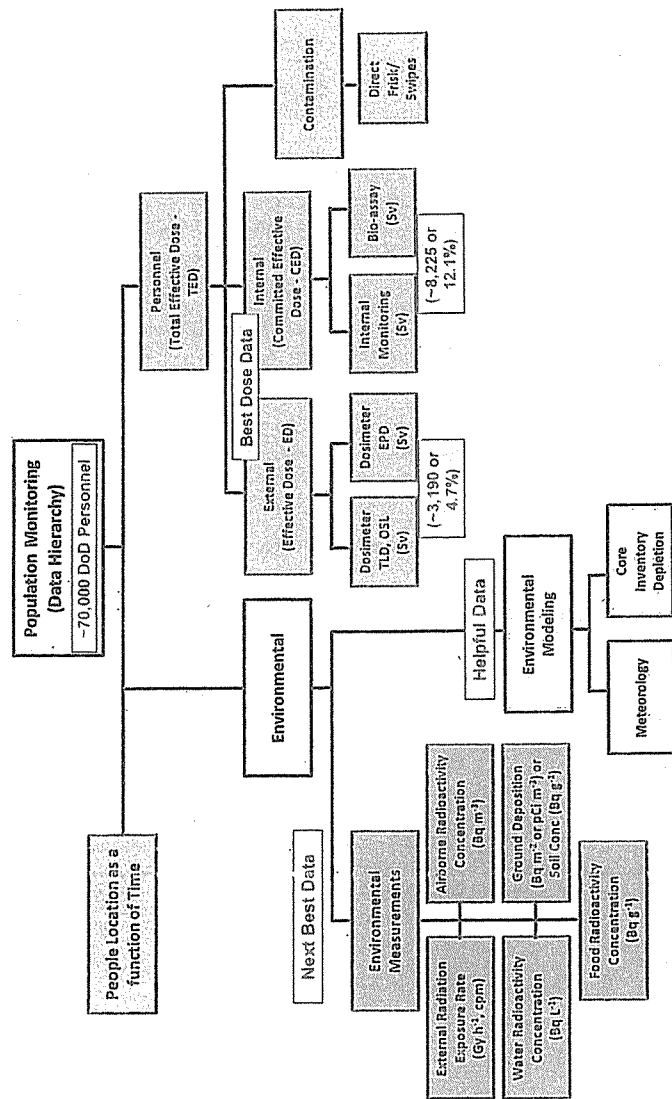 Population Monitoring
(Data Hierarchy)
~70,000 DoD Personnel
People Location as a
function of Time
Environmental
Personnel
(Total Effective Dose -
TED)
Next Best Data
Helpful Data
Best Dose Data
Environmental
Measurements
External Radiation
Exposure Rate
(Gy h⁻¹, cpm)
Airborne Radioactivity
Concentration
(Bq m⁻³)
Water Radioactivity
Concentration
(Bq L⁻¹)
Ground Deposition
(Bq m⁻² or pCi m⁻²) or
Soil Conc (Bq g⁻¹)
Food Radioactivity
Concentration
(Bq g⁻¹)
Environmental
Modeling
Meteorology
Core
Inventory
Depletion
External
(Effective Dose - ED)
Dosimeter
TLD, OSL
(Sv)
Dosimeter
EPD
(Sv)
(~3,190 or
4.7%)
Internal
(Committed Effective
Dose - CED)
Internal
Monitoring
(Sv)
Bio-assay
(Sv)
(~8,225 or
12.1%)
Contamination
Direct
Frisk/
Swipes